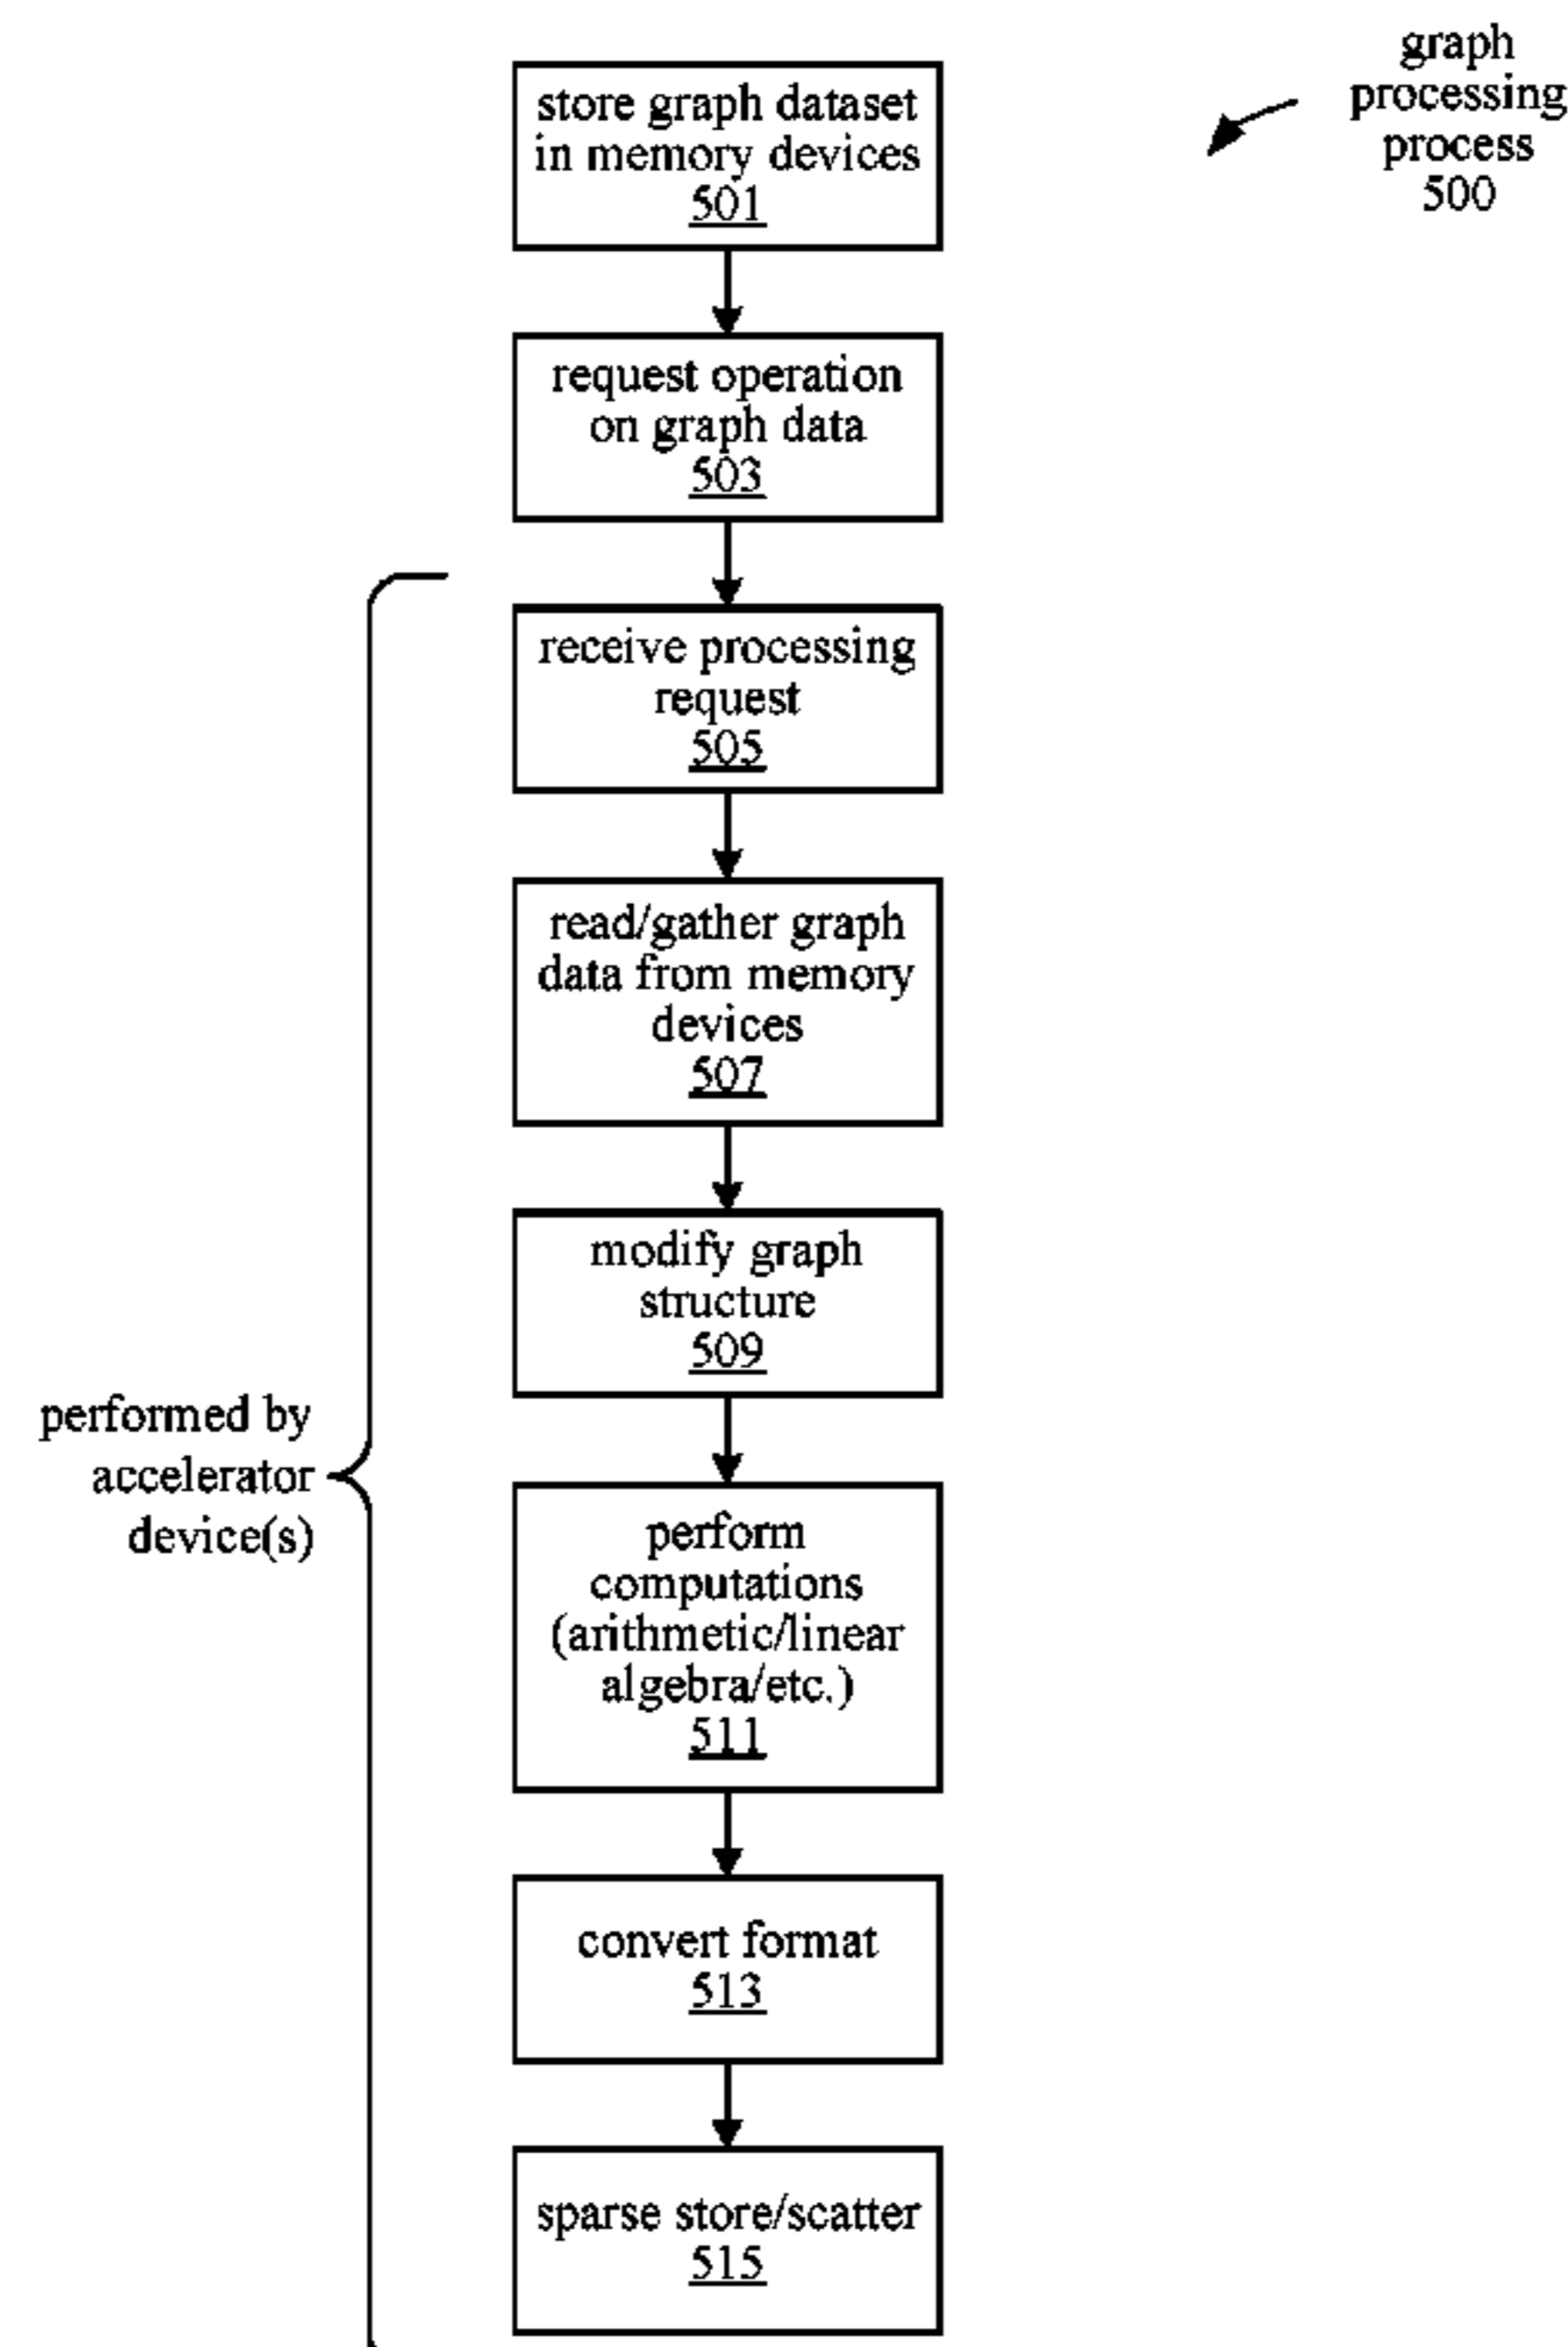 graph
processing
process
500
store graph dataset
in memory devices
501
request operation
on graph data
503
receive processing
request
505
read/gather graph
data from memory
devices
507
modify graph
structure
509
performed by
accelerator
device(s)
perform
computations
(arithmetic/linear
algebra/etc.)
511
convert format
513
sparse store/scatter
515